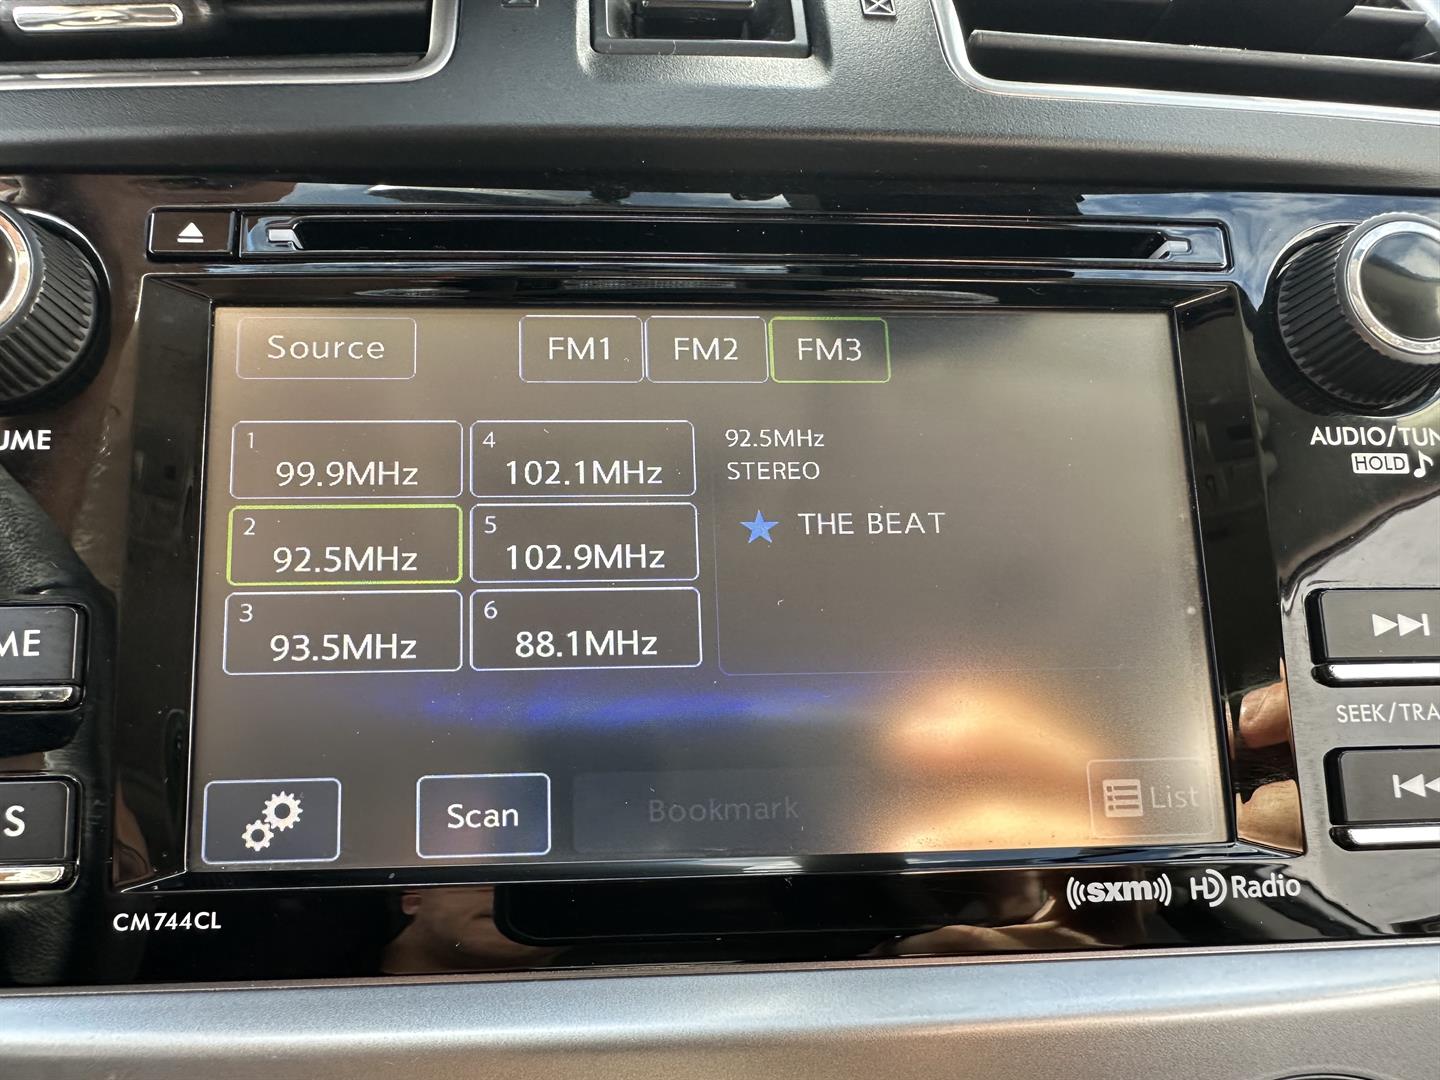 Source
FM1
FM2
FM3
1
99.9MHz
4
102.1MHz
2
92.5MHz
5
102.9MHz
3
93.5MHz
6
88.1MHz
92.5MHz
STEREO
THE BEAT
Scan
Bookmark
List
UME
ME
S
AUDIO/TUN
HOLD
SEEK/TRA
CM744CL
sxm
HD Radio